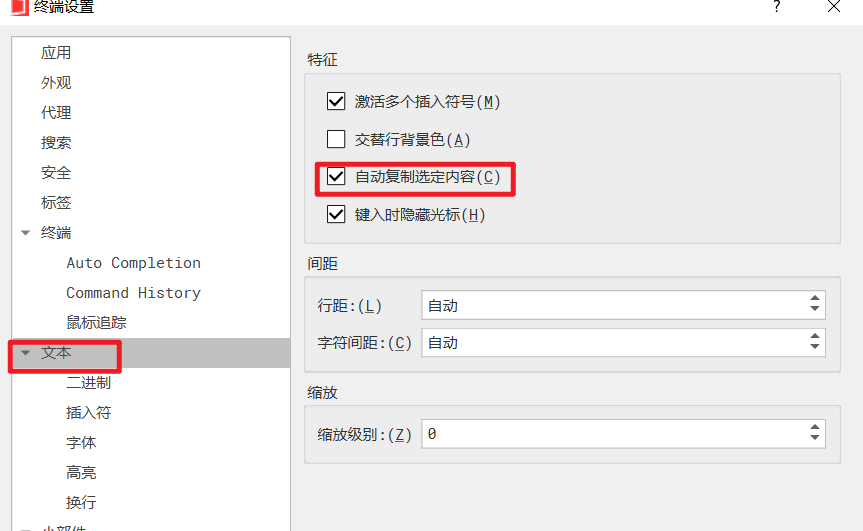 终端设置
?
应用
外观
代理
搜索
安全
标签
终端
Auto Completion
Command History
鼠标追踪
文本
二进制
插入符
字体
高亮
换行
小部件
特征
激活多个插入符号(M)
交替行背景色(A)
自动复制选定内容(C)
键入时隐藏光标(H)
间距
行距:(L) 自动
字符间距:(C) 自动
缩放
缩放级别:(Z) 0